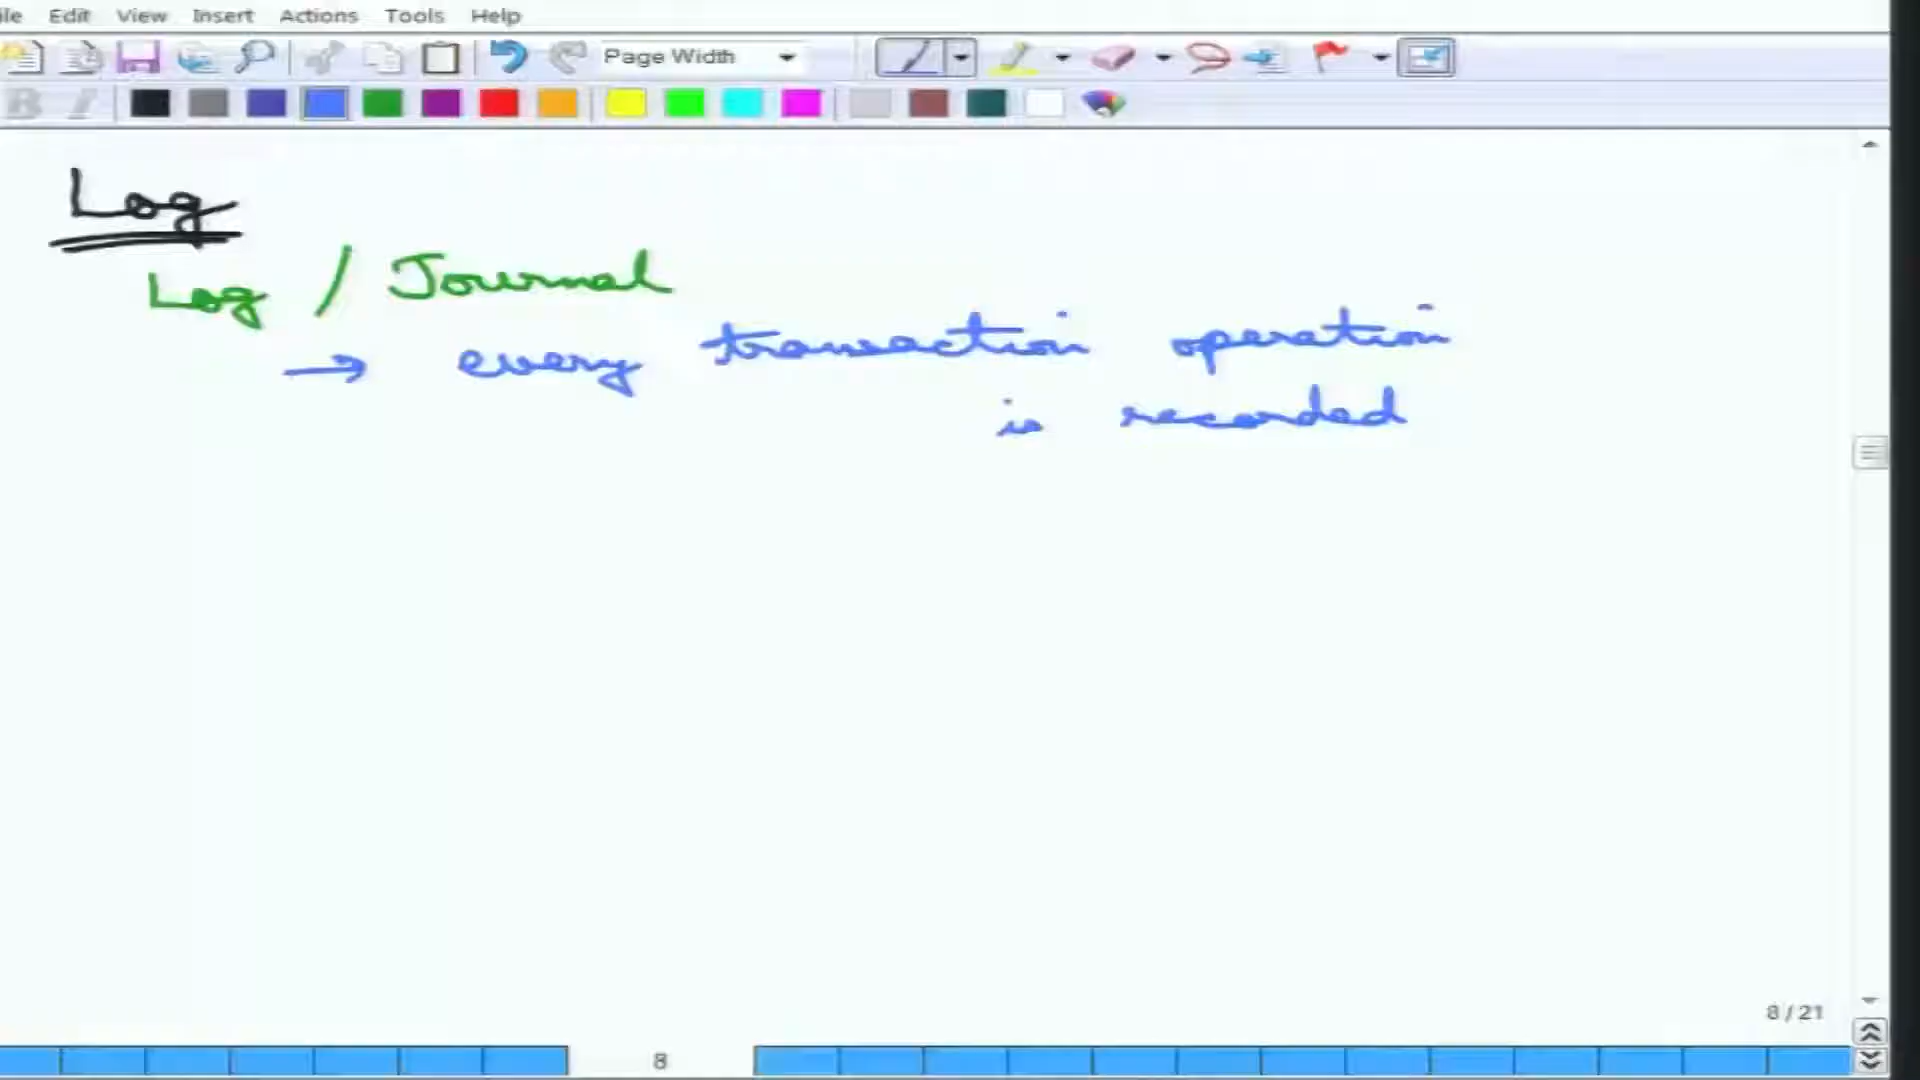 ile Edit View Insert Actions Tools Help
Page Width
B I
Log
Log / Journal
→ every transaction operation
is recorded
8 / 21
8